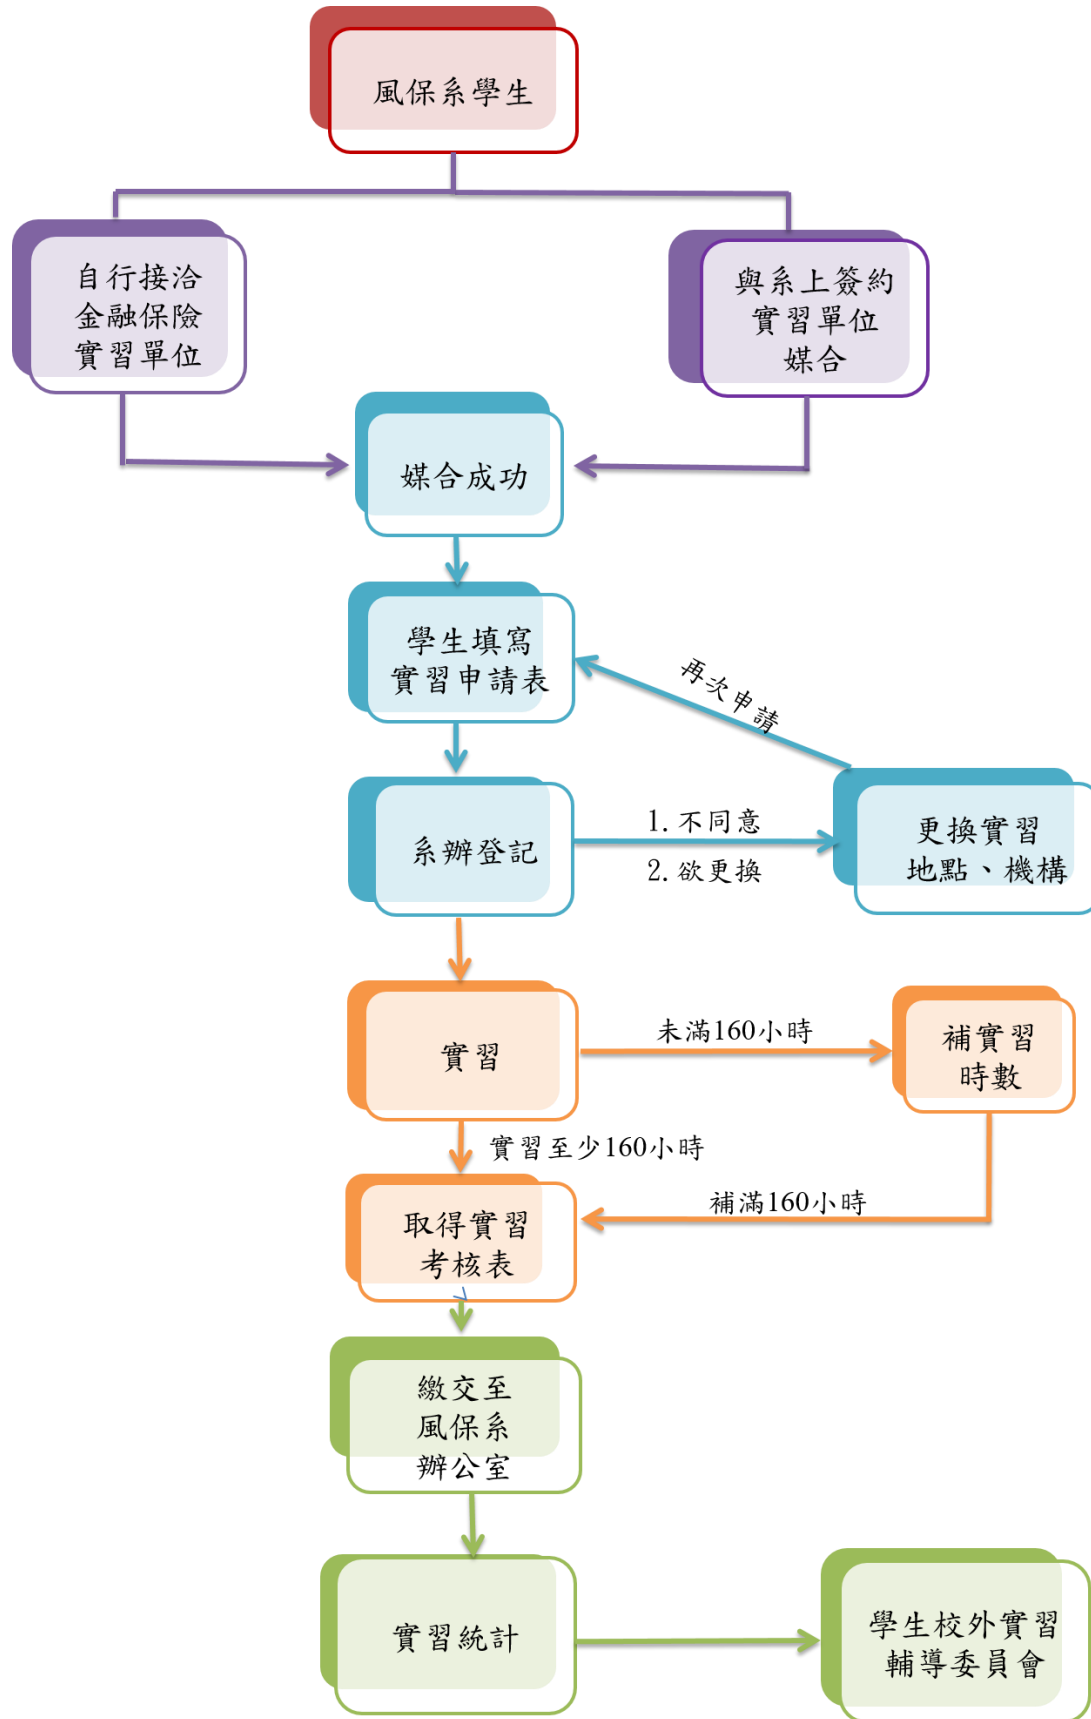 風保系學生
自行接洽
金融保險
實習單位
與系上簽約
實習單位
媒合
媒合成功
學生填寫
實習申請表
再次申請
系辦登記
1.不同意
2.欲更換
更換實習
地點、機構
實習
未滿160小時
補實習
時數
實習至少160小時
補滿160小時
取得實習
考核表
繳交至
風保系
辦公室
實習統計
學生校外實習
輔導委員會